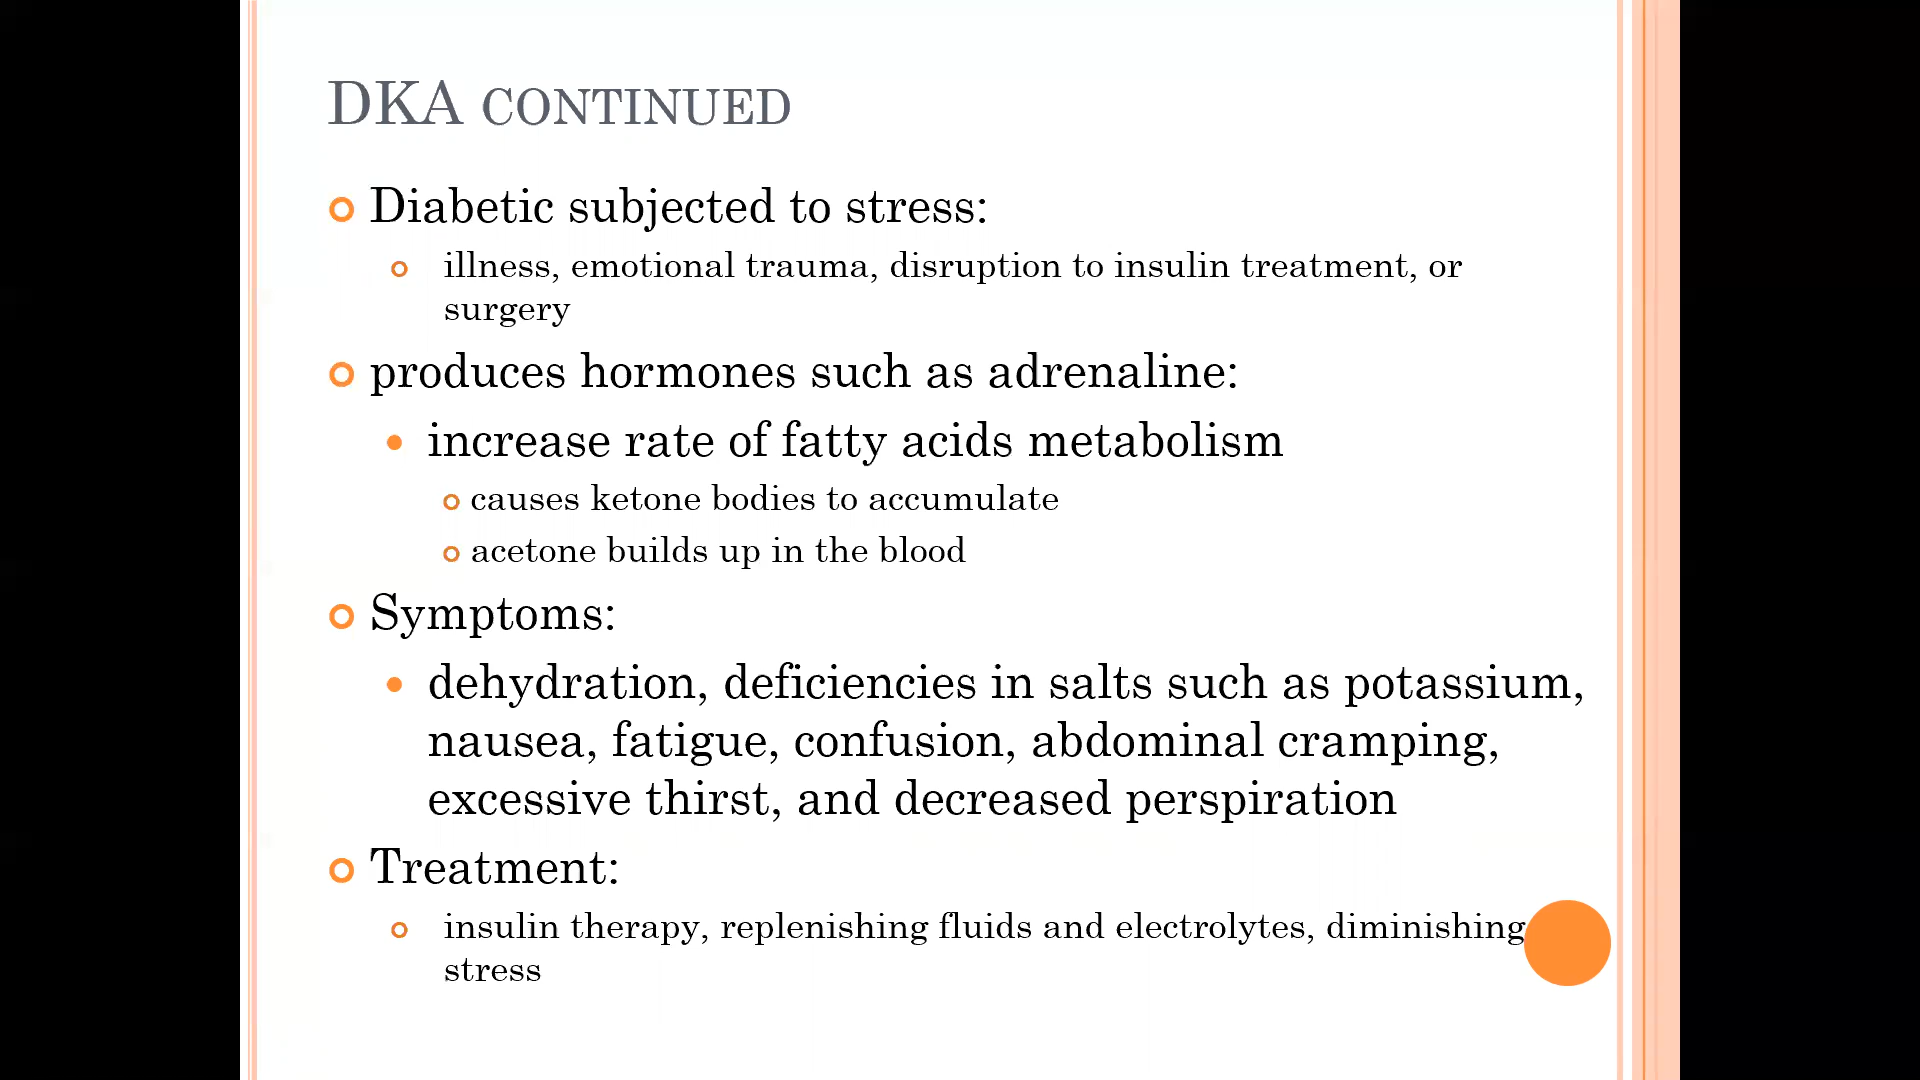 DKA CONTINUED
Diabetic subjected to stress:
illness, emotional trauma, disruption to insulin treatment, or
surgery
produces hormones such as adrenaline:
increase rate of fatty acids metabolism
causes ketone bodies to accumulate
acetone builds up in the blood
Symptoms:
dehydration, deficiencies in salts such as potassium,
nausea, fatigue, confusion, abdominal cramping,
excessive thirst, and decreased perspiration
Treatment:
insulin therapy, replenishing fluids and electrolytes, diminishing
stress